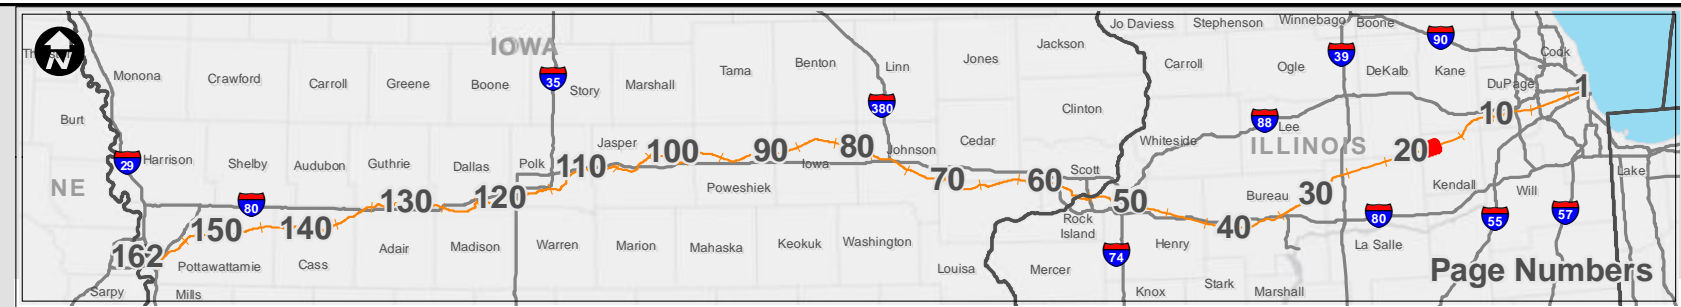 Jo Daviess Stephenson Winnebago Boone
IOWA Jackson 90
Th N 39 Cook
Monona Crawford Carroll Greene Boone 35 Story Marshall Tama Benton Linn Jones Carroll Ogle DeKalb Kane
DuPage 1
Burt 380 Clinton 88 Lee 10
Jasper 100 90 80 Cedar Whiteside ILLINOIS
29 Harrison Shelby Audubon Guthrie Dallas Polk 110 Iowa Johnson Scott 20 Lake
NE 80 130 120 Poweshiek 70 60 50 Bureau 30 Kendall Will
150 140 Rock
Island 40 80 55 57
162 Adair Madison Warren Marion Mahaska Keokuk Washington 74 Henry La Salle
Pottawattamie Cass Louisa Mercer Page Numbers
Sarpy Mills Knox Stark Marshall